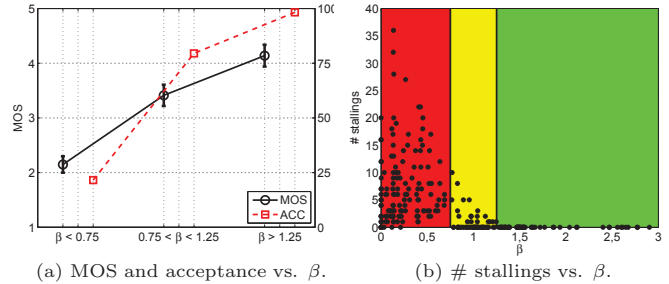 5
4
3
2
1
MOS
100
75
50
25
0
β < 0.75
0.75 < β < 1.25
β > 1.25
MOS
ACC
(a) MOS and acceptance vs. β.
40
35
30
25
20
15
10
5
0
# stallings
0
0,5
1
1,5
2
2,5
3
β
(b) # stallings vs. β.